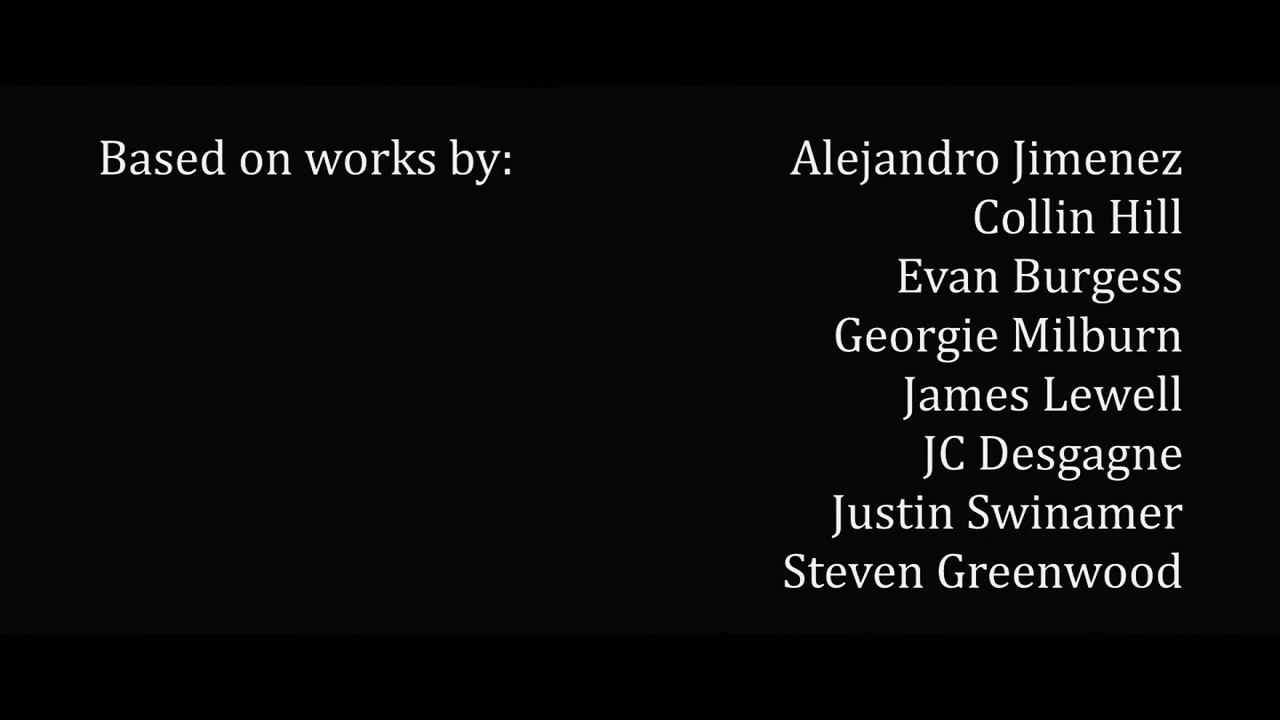 Based on works by: Alejandro Jimenez
Collin Hill
Evan Burgess
Georgie Milburn
James Lewell
JC Desgagne
Justin Swinamer
Steven Greenwood